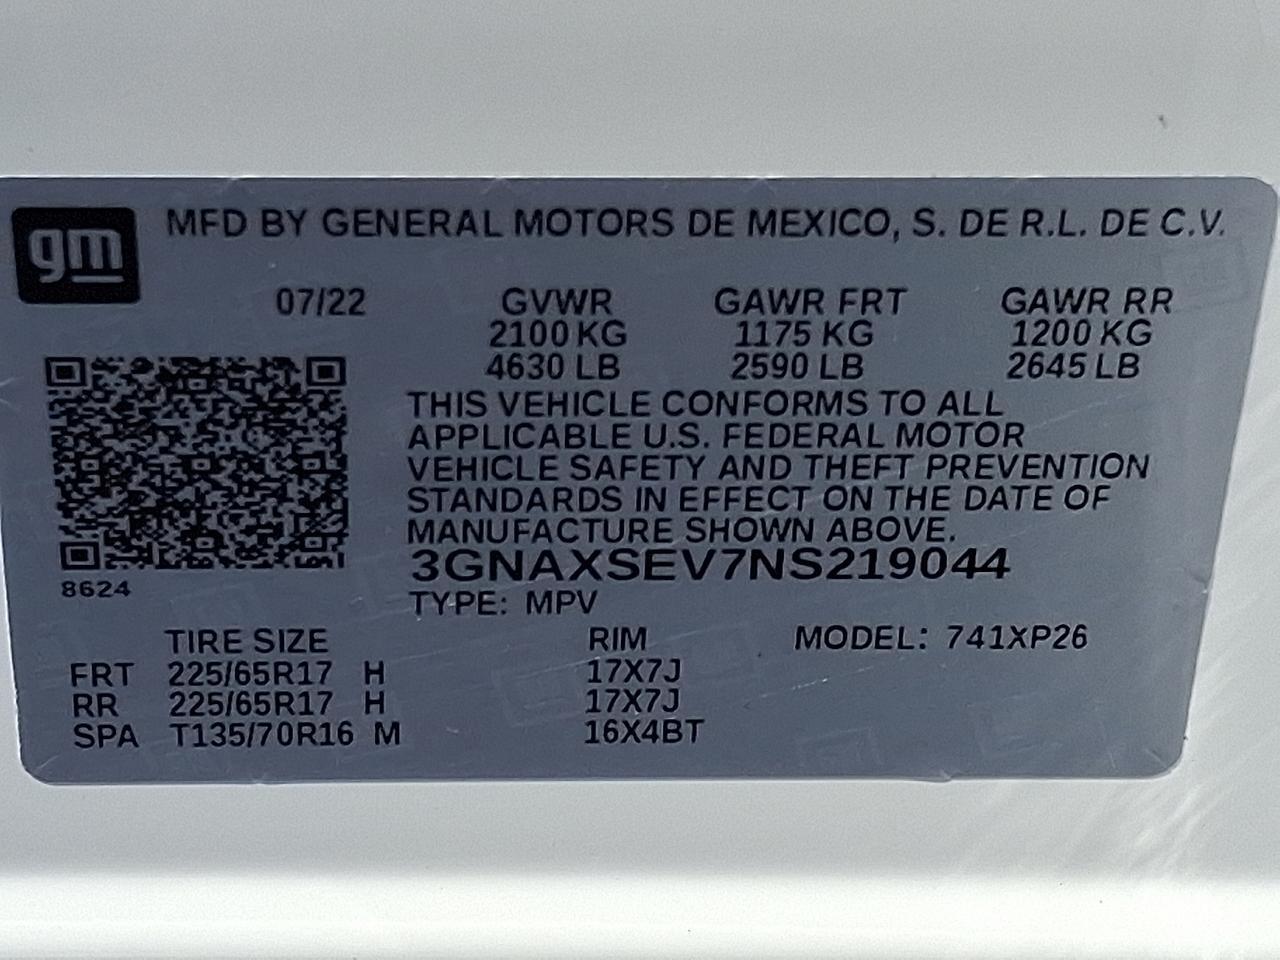 gm
MFD BY GENERAL MOTORS DE MEXICO, S. DE R.L. DE C.V.
07/22 GVWR GAWR FRT GAWR RR
2100 KG 1175 KG 1200 KG
4630 LB 2590 LB 2645 LB
THIS VEHICLE CONFORMS TO ALL
APPLICABLE U.S. FEDERAL MOTOR
VEHICLE SAFETY AND THEFT PREVENTION
STANDARDS IN EFFECT ON THE DATE OF
MANUFACTURE SHOWN ABOVE.
3GNAXSEV7NS219044
8624
TYPE: MPV
TIRE SIZE RIM MODEL: 741XP26
FRT 225/65R17 H 17X7J
RR 225/65R17 H 17X7J
SPA T135/70R16 M 16X4BT